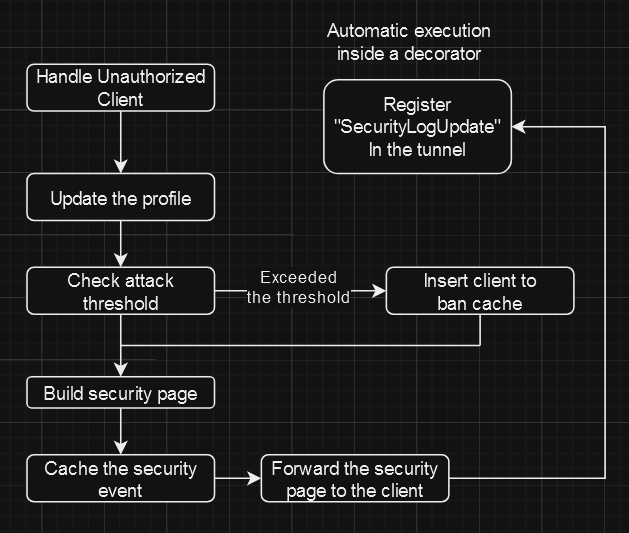 Automatic execution
inside a decorator
Handle Unauthorized
Client
Register
"SecurityLogUpdate"
In the tunnel
Update the profile
Check attack
threshold
Exceeded
the threshold
Insert client to
ban cache
Build security page
Cache the security
event
Forward the security
page to the client